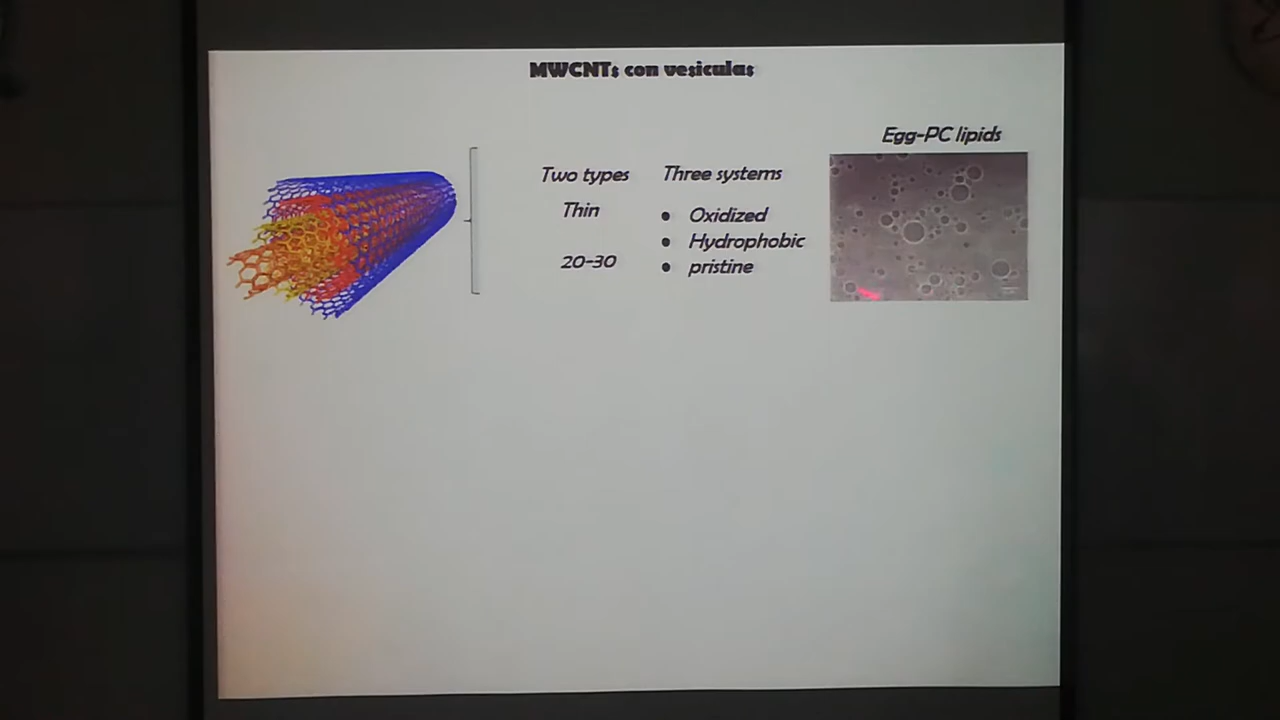 MWCNTs con vesiculas
Egg-PC lipids
Two types
Thin
20-30
Three systems
• Oxidized
• Hydrophobic
• pristine